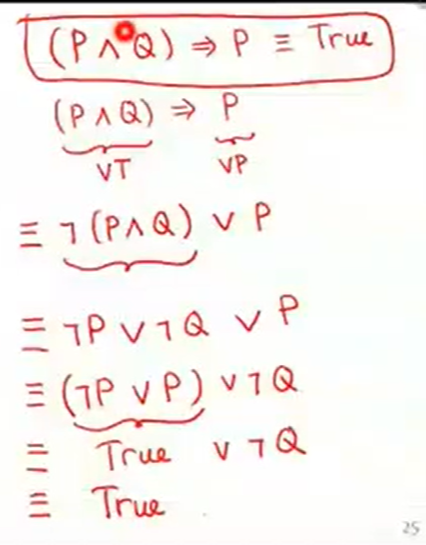 (P ∧ Q) ⇒ P ≡ True
(P ∧ Q) ⇒ P
VT VP
≡ ¬(P∧Q) ∨ P
≡ ¬P ∨ ¬Q ∨ P
≡ (¬P ∨ P) ∨ ¬Q
≡ True ∨ ¬Q
≡ True
25